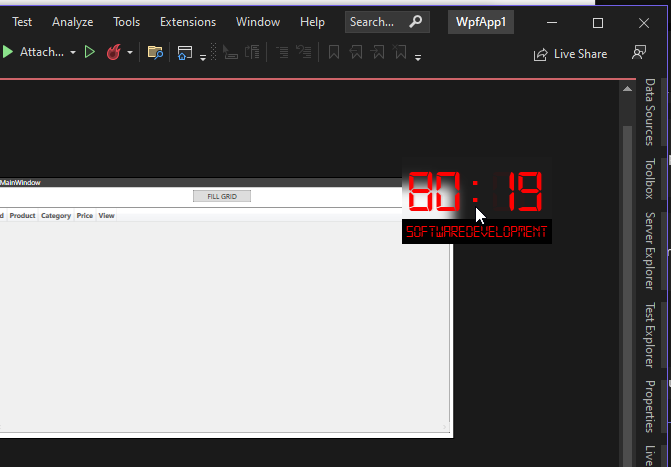 Test Analyze Tools Extensions Window Help Search... WpfApp1
Attach... Live Share
Data Sources
Toolbox
Server Explorer
Test Explorer
Properties
Live
MainWindow
FILL GRID
d Product Category Price View
80:19
SOFTWAREDEVELOPMENT